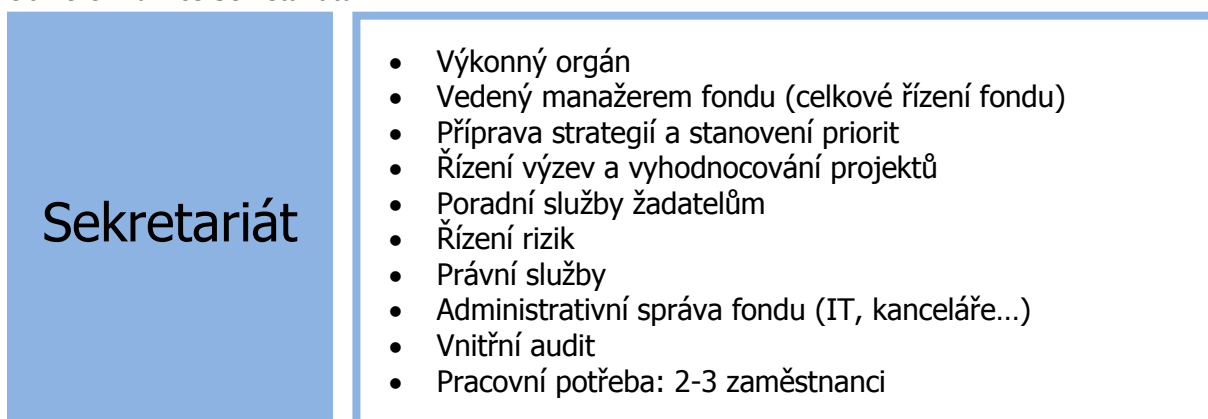 Sekretariát
• Výkonný orgán
• Vedený manažerem fondu (celkové řízení fondu)
• Příprava strategií a stanovení priorit
• Řízení výzev a vyhodnocování projektů
• Poradní služby žadatelům
• Řízení rizik
• Právní služby
• Administrativní správa fondu (IT, kanceláře…)
• Vnitřní audit
• Pracovní potřeba: 2-3 zaměstnanci